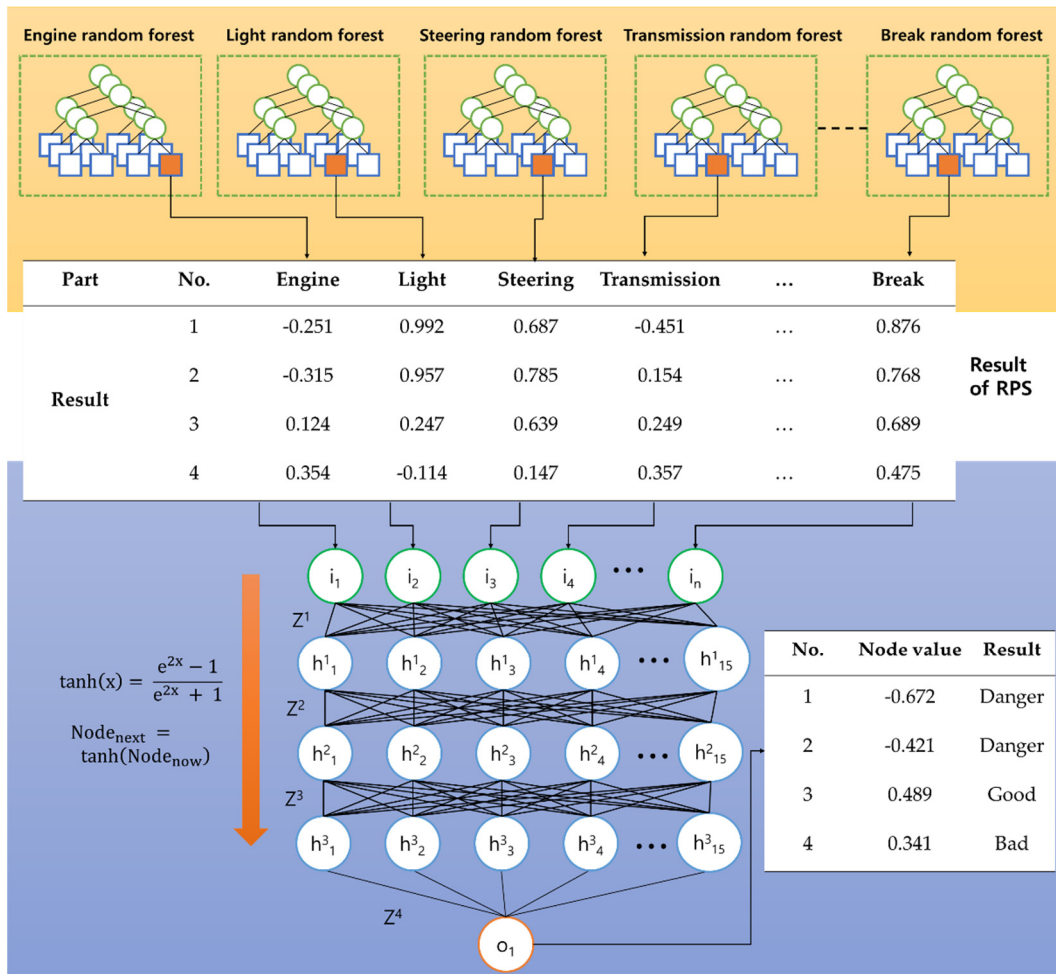 Engine random forest Light random forest Steering random forest Transmission random forest Break random forest
Part No. Engine Light Steering Transmission ... Break
1 -0.251 0.992 0.687 -0.451 ... 0.876
2 -0.315 0.957 0.785 0.154 ... 0.768
Result
3 0.124 0.247 0.639 0.249 ... 0.689
4 0.354 -0.114 0.147 0.357 ... 0.475
Result
of RPS
i₁ i₂ i₃ i₄ ••• iₙ
Z¹
h¹₁ h¹₂ h¹₃ h¹₄ ••• h¹₁₅
Z²
h²₁ h²₂ h²₃ h²₄ ••• h²₁₅
Z³
h³₁ h³₂ h³₃ h³₄ ••• h³₁₅
Z⁴
o₁
tanh(x) = (e²ˣ − 1) / (e²ˣ + 1)
Node_next =
tanh(Node_now)
No. Node value Result
1 -0.672 Danger
2 -0.421 Danger
3 0.489 Good
4 0.341 Bad